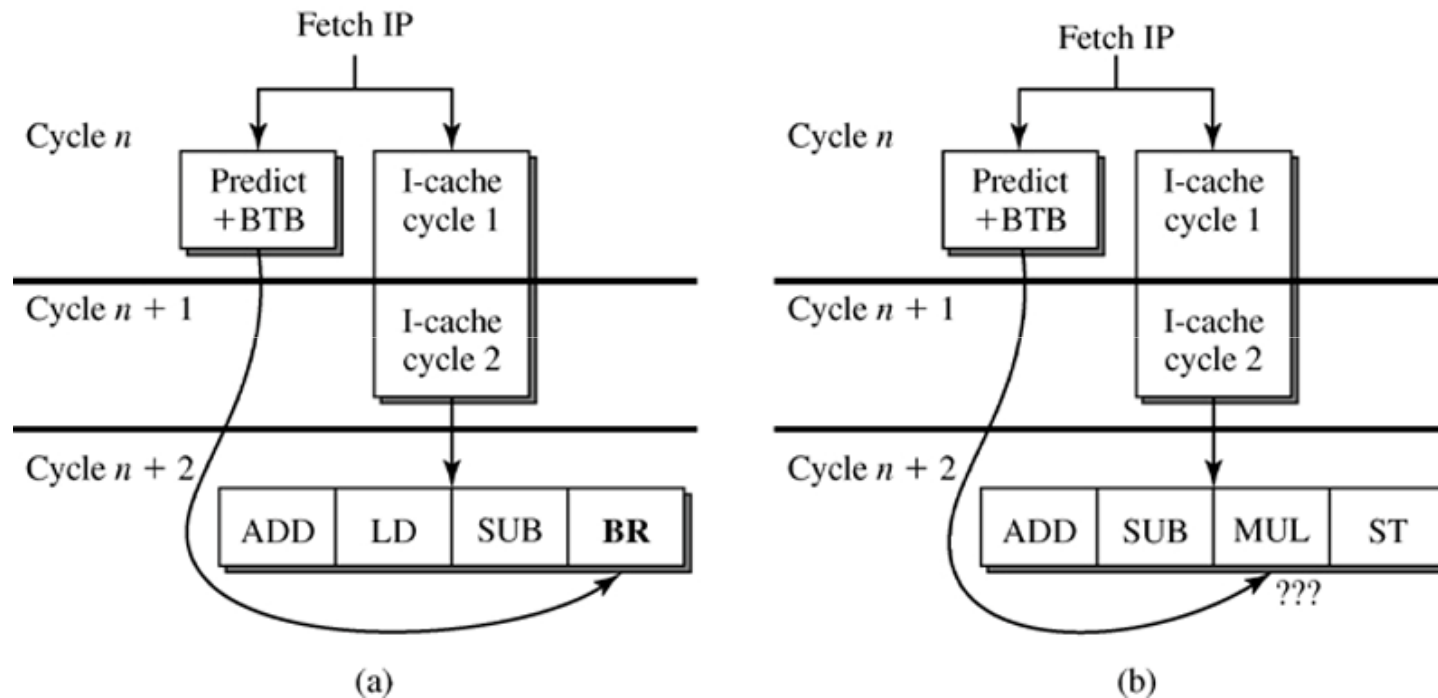 Fetch IP
Cycle n
Predict
+BTB
I-cache
cycle 1
Cycle n + 1
I-cache
cycle 2
Cycle n + 2
ADD LD SUB BR
(a)
Fetch IP
Cycle n
Predict
+BTB
I-cache
cycle 1
Cycle n + 1
I-cache
cycle 2
Cycle n + 2
ADD SUB MUL ST
???
(b)